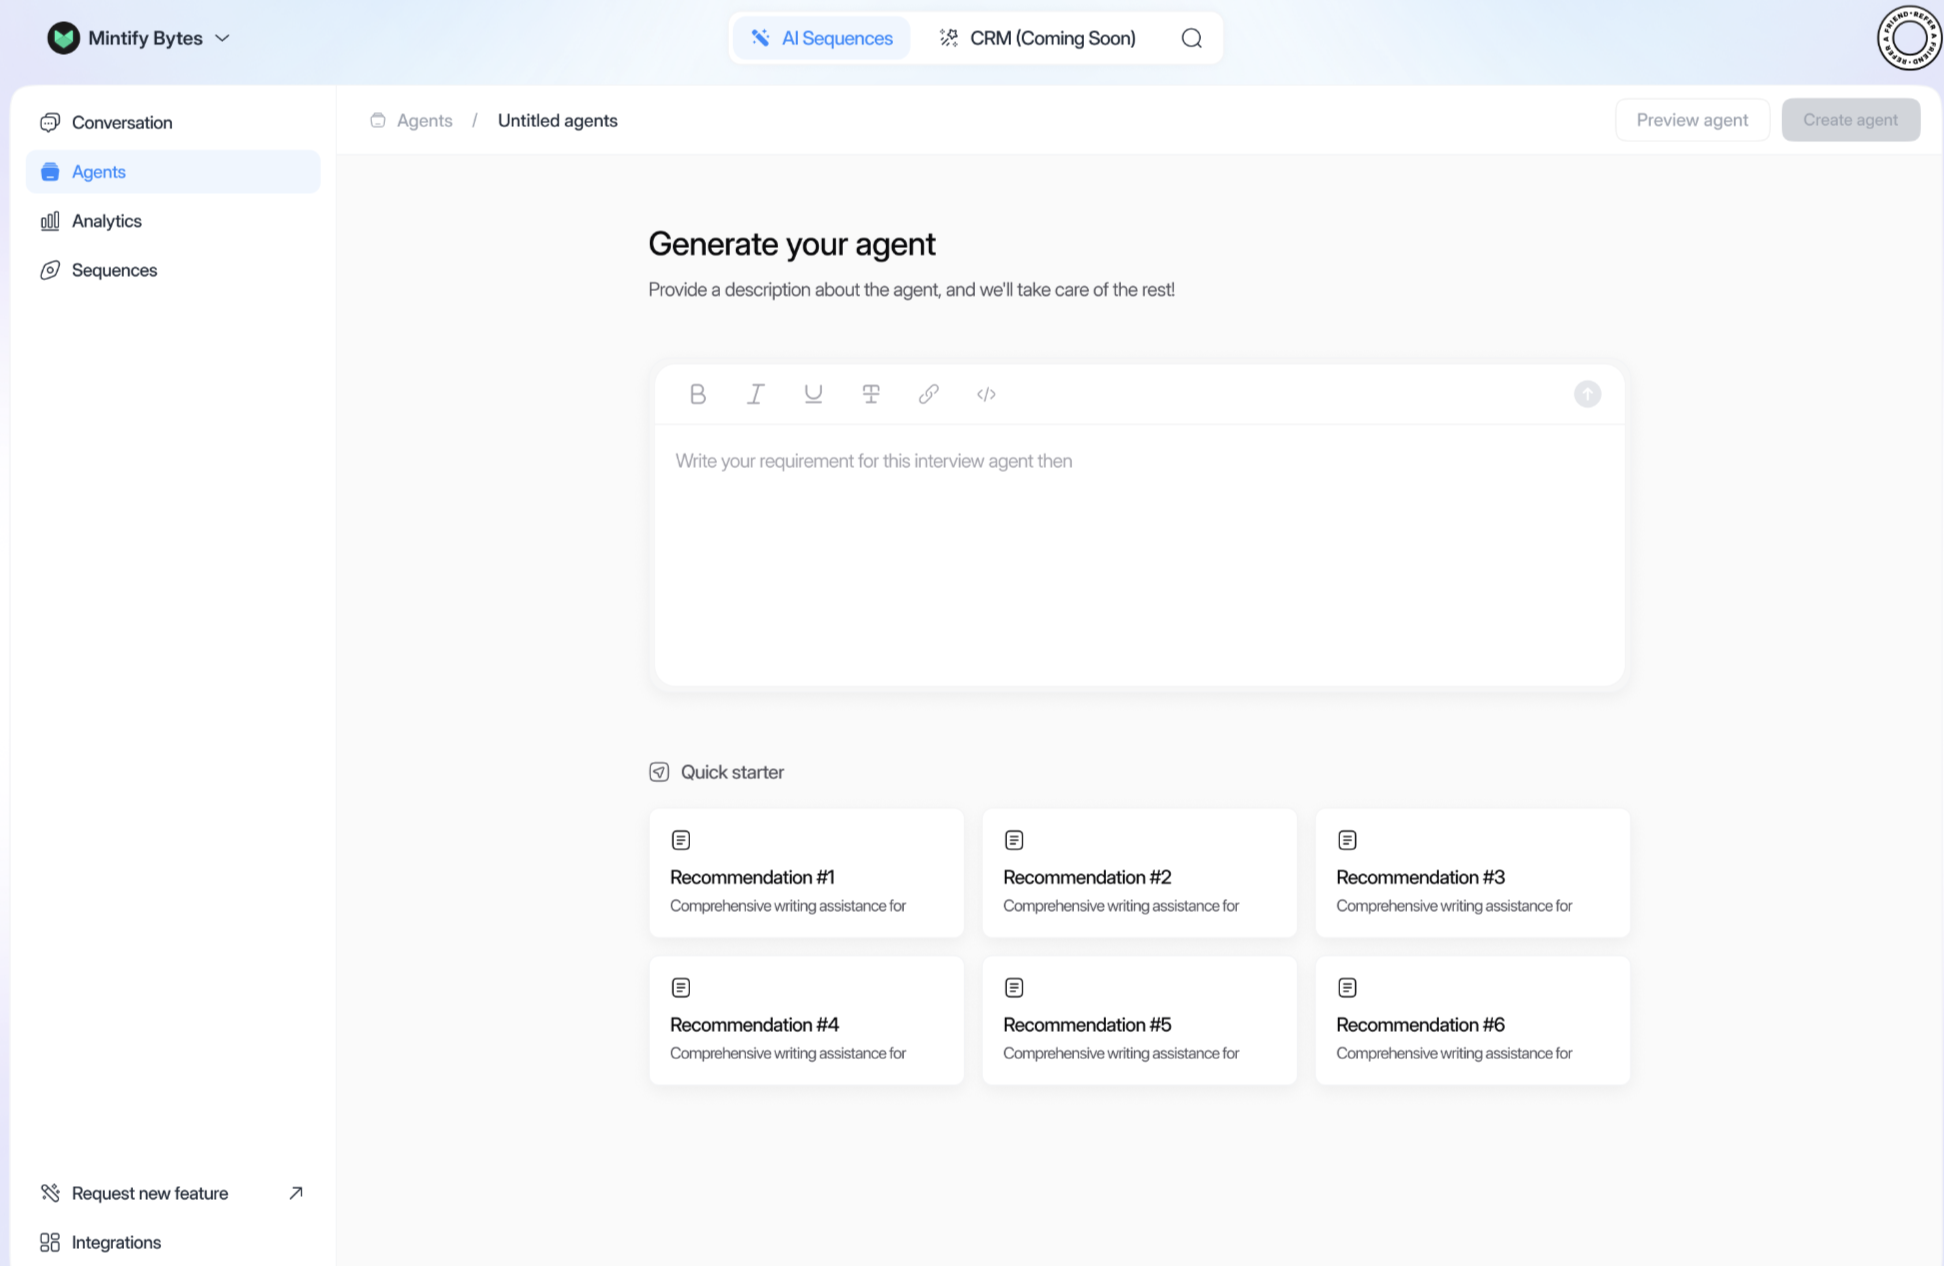 Mintify Bytes
AI Sequences
CRM (Coming Soon)
REFER A FRIEND • REFER A FRIEND •
Conversation
Agents
Analytics
Sequences
Agents / Untitled agents
Preview agent
Create agent
Generate your agent
Provide a description about the agent, and we'll take care of the rest!
Write your requirement for this interview agent then
Quick starter
Recommendation #1
Comprehensive writing assistance for
Recommendation #2
Comprehensive writing assistance for
Recommendation #3
Comprehensive writing assistance for
Recommendation #4
Comprehensive writing assistance for
Recommendation #5
Comprehensive writing assistance for
Recommendation #6
Comprehensive writing assistance for
Request new feature
Integrations